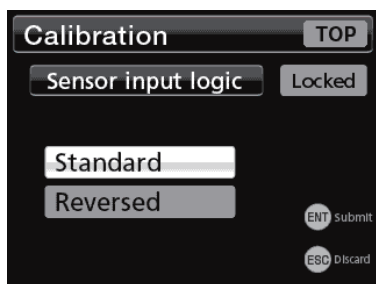 Calibration TOP
Sensor input logic Locked
Standard
Reversed
ENT Submit
ESC Discard